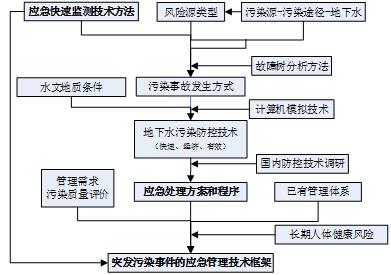 应急快速监测技术方法
风险源类型
污染源-污染途径-地下水
故障树分析方法
水文地质条件
污染事故发生方式
计算机模拟技术
地下水污染防控技术
（快速、经济、有效）
国内防控技术调研
管理需求
污染质量评价
应急处理方案和程序
已有管理体系
长期人体健康风险
突发污染事件的应急管理技术框架